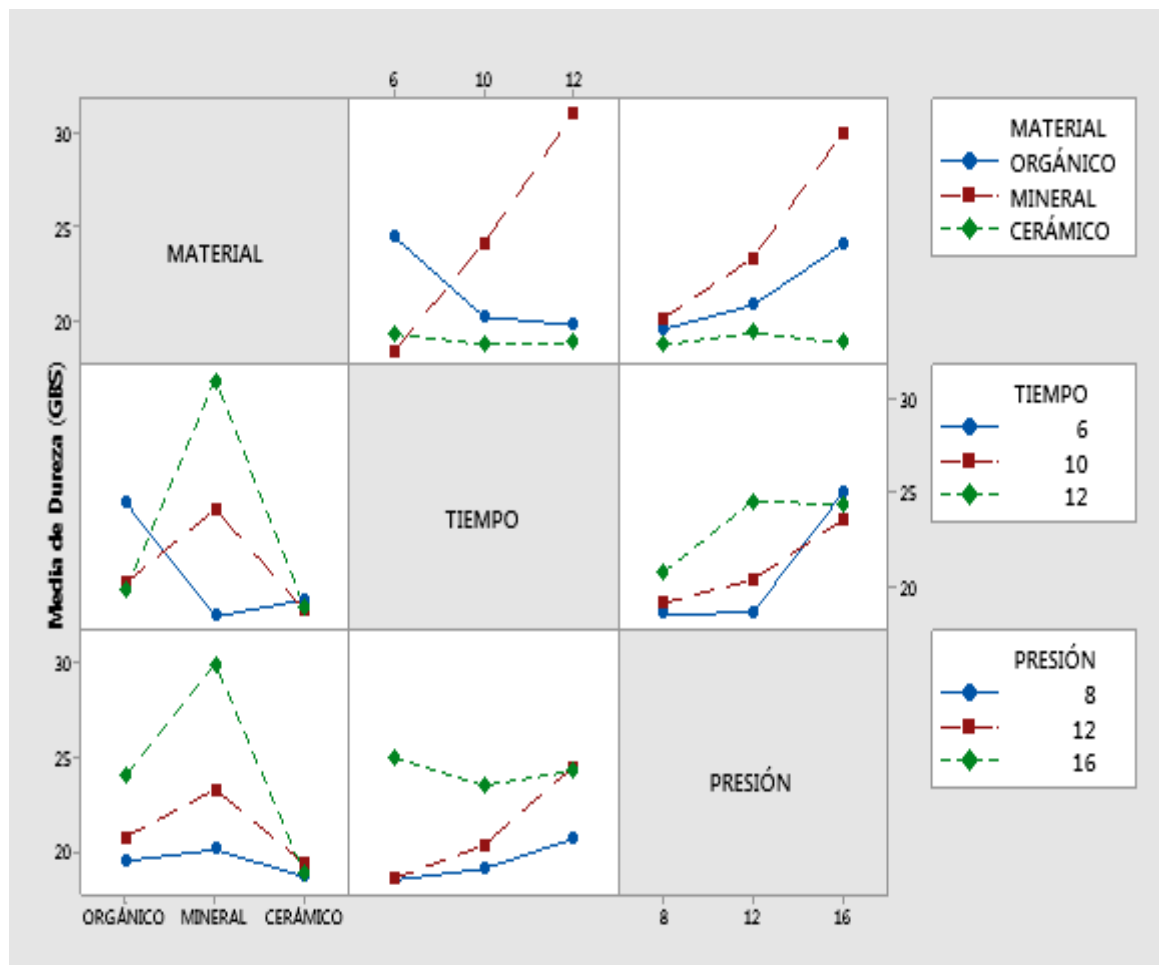 6 10 12
30
25
20
MATERIAL
MATERIAL
ORGÁNICO
MINERAL
CERÁMICO
Media de Dureza (GBS)
TIEMPO
30
25
20
TIEMPO
6
10
12
30
25
20
PRESIÓN
PRESIÓN
8
12
16
ORGÁNICO MINERAL CERÁMICO
8 12 16